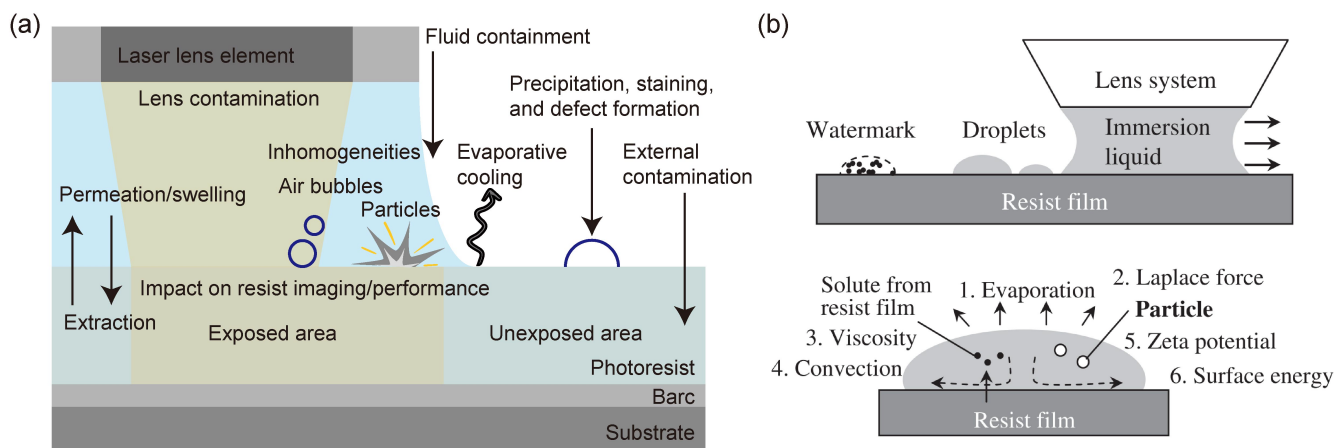 (a)
Laser lens element
Lens contamination
Fluid containment
Precipitation, staining,
and defect formation
Inhomogeneities
Evaporative
cooling
External
contamination
Air bubbles
Permeation/swelling
Particles
Impact on resist imaging/performance
Extraction
Exposed area
Unexposed area
Photoresist
Barc
Substrate
(b)
Lens system
Watermark
Droplets
Immersion
liquid
Resist film
Solute from
resist film
1. Evaporation
2. Laplace force
Particle
3. Viscosity
5. Zeta potential
4. Convection
6. Surface energy
Resist film